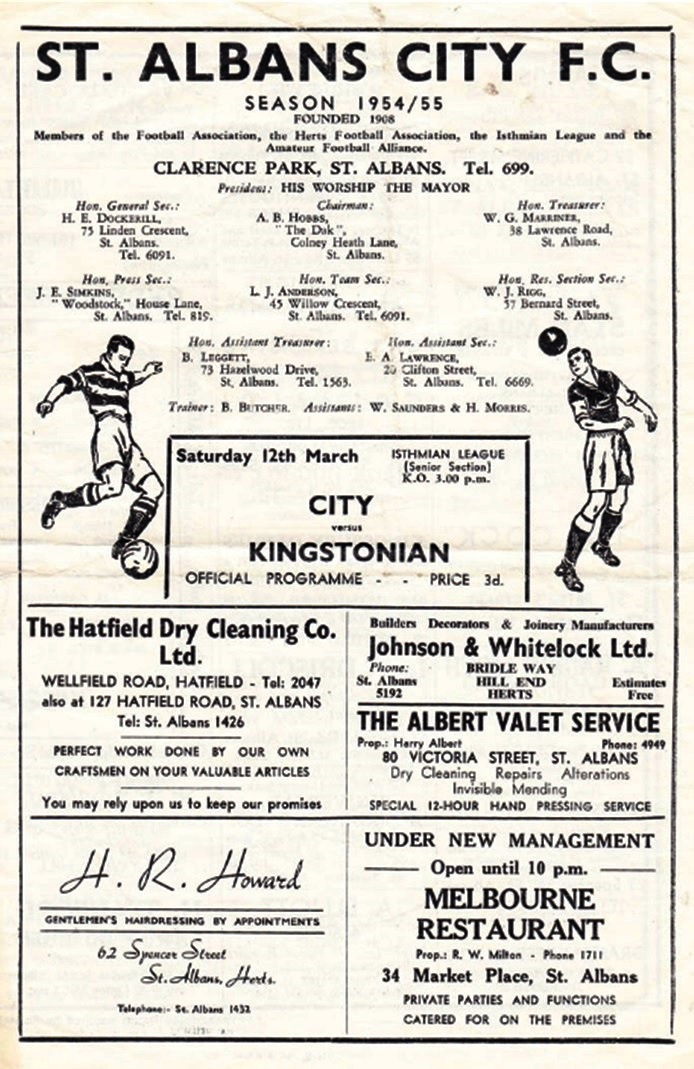 ST. ALBANS CITY F.C.
SEASON 1954/55
FOUNDED 1908
Members of the Football Association, the Herts Football Association, the Isthmian League and the
Amateur Football Alliance.
CLARENCE PARK, ST. ALBANS. Tel. 699.
President: HIS WORSHIP THE MAYOR
Hon. General Sec.:
H. E. DOCKERILL,
75 Linden Crescent,
St. Albans.
Tel. 6091.
Chairman:
A. B. HOBBS,
"The Dak",
Colney Heath Lane,
St. Albans.
Hon. Treasurer:
W. G. MARRINER,
38 Lawrence Road,
St. Albans.
Hon. Press Sec.:
J. E. SIMKINS,
"Woodstock," House Lane,
St. Albans. Tel. 819.
Hon. Team Sec.:
L. J. ANDERSON,
45 Willow Crescent,
St. Albans. Tel. 6091.
Hon. Res. Section Sec.:
W. J. RIGG,
57 Bernard Street,
St. Albans.
Hon. Assistant Treasurer:
B. LEGGETT,
73 Hazelwood Drive,
St. Albans. Tel. 1563.
Hon. Assistant Sec.:
E. A. LAWRENCE,
20 Clifton Street,
St. Albans. Tel. 6669.
Trainer: B. BUTCHER. Assistants: W. SAUNDERS & H. MORRIS.
Saturday 12th March
ISTHMIAN LEAGUE
(Senior Section)
K.O. 3.00 p.m.
CITY
versus
KINGSTONIAN
OFFICIAL PROGRAMME - - PRICE 3d.
The Hatfield Dry Cleaning Co.
Ltd.
WELLFIELD ROAD, HATFIELD - Tel: 2047
also at 127 HATFIELD ROAD, ST. ALBANS
Tel: St. Albans 1426
PERFECT WORK DONE BY OUR OWN
CRAFTSMEN ON YOUR VALUABLE ARTICLES
You may rely upon us to keep our promises
Builders Decorators & Joinery Manufacturers
Johnson & Whitelock Ltd.
Phone:
St. Albans
5192
BRIDLE WAY
HILL END
HERTS
Estimates
Free
THE ALBERT VALET SERVICE
Prop.: Harry Albert Phone: 4949
80 VICTORIA STREET, ST. ALBANS
Dry Cleaning Repairs Alterations
Invisible Mending
SPECIAL 12-HOUR HAND PRESSING SERVICE
H. R. Howard
GENTLEMEN'S HAIRDRESSING BY APPOINTMENTS
62 Spencer Street
St. Albans, Herts.
Telephone:- St. Albans 1432
UNDER NEW MANAGEMENT
Open until 10 p.m.
MELBOURNE
RESTAURANT
Prop.: R. W. Milton - Phone 1711
34 Market Place, St. Albans
PRIVATE PARTIES AND FUNCTIONS
CATERED FOR ON THE PREMISES